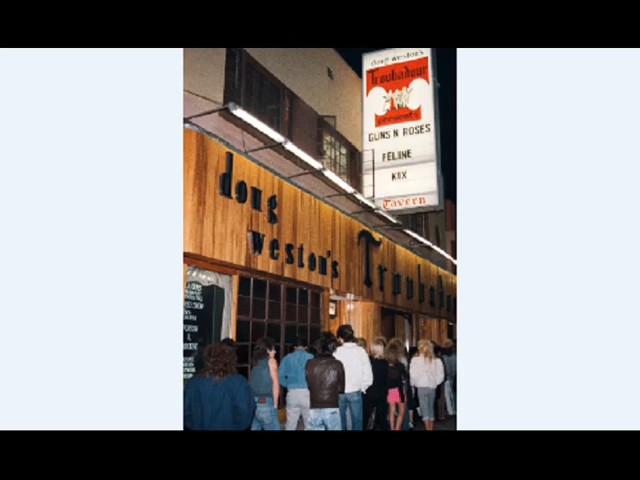 doug weston's
Troubadour
presents
GUNS N ROSES
FELINE
KIX
Tavern
doug
weston's
Troubadour